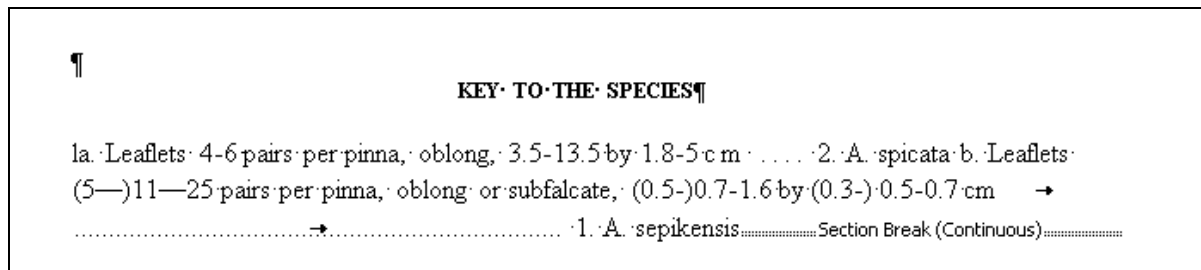 ¶
KEY· TO·THE· SPECIES¶
la.·Leaflets· 4-6·pairs·per·pinna,· oblong,· 3.5-13.5·by·1.8-5·c m · . . . . ·2.·A.·spicata·b.·Leaflets·
(5—)11—25·pairs·per·pinna,· oblong· or·subfalcate,· (0.5-)0.7-1.6·by·(0.3-)·0.5-0.7·cm →
.................................→................................. ·1.·A.·sepikensis......................Section Break (Continuous)......................